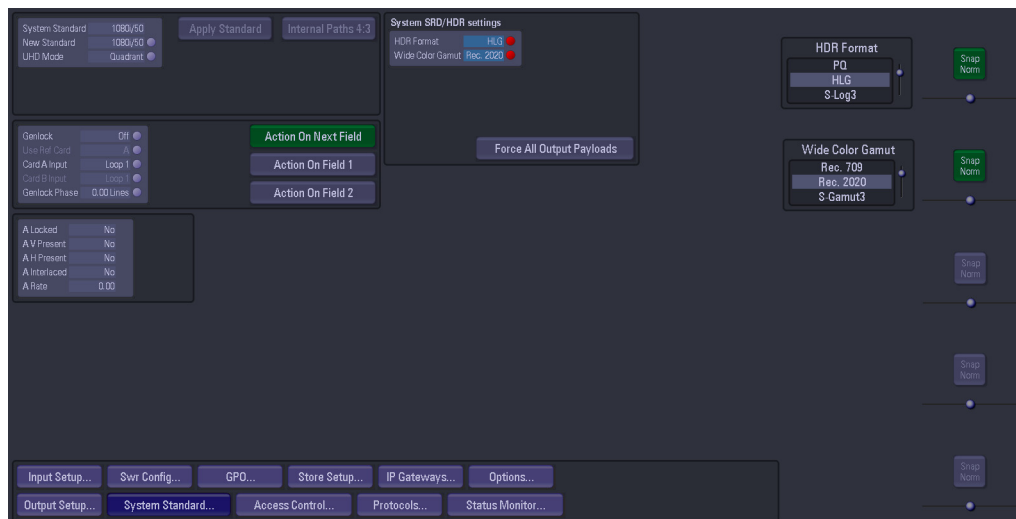 System Standard 1080i/50
New Standard 1080i/50
UHD Mode Quadrant
Apply Standard
Internal Paths 4:3
System SRD/HDR settings
HDR Format HLG
Wide Color Gamut Rec. 2020
Force All Output Payloads
HDR Format
PQ
HLG
S-Log3
Snap
Norm
Genlock Off
Use Ref Card A
Card A Input Loop 1
Card B Input Loop 1
Genlock Phase 0.00 Lines
Action On Next Field
Action On Field 1
Action On Field 2
Wide Color Gamut
Rec. 709
Rec. 2020
S-Gamut3
Snap
Norm
A Locked No
A V Present No
A H Present No
A Interlaced No
A Rate 0.00
Snap
Norm
Snap
Norm
Snap
Norm
Input Setup...
Swr Config...
GPO...
Store Setup...
IP Gateways...
Options...
Output Setup...
System Standard...
Access Control...
Protocols...
Status Monitor...